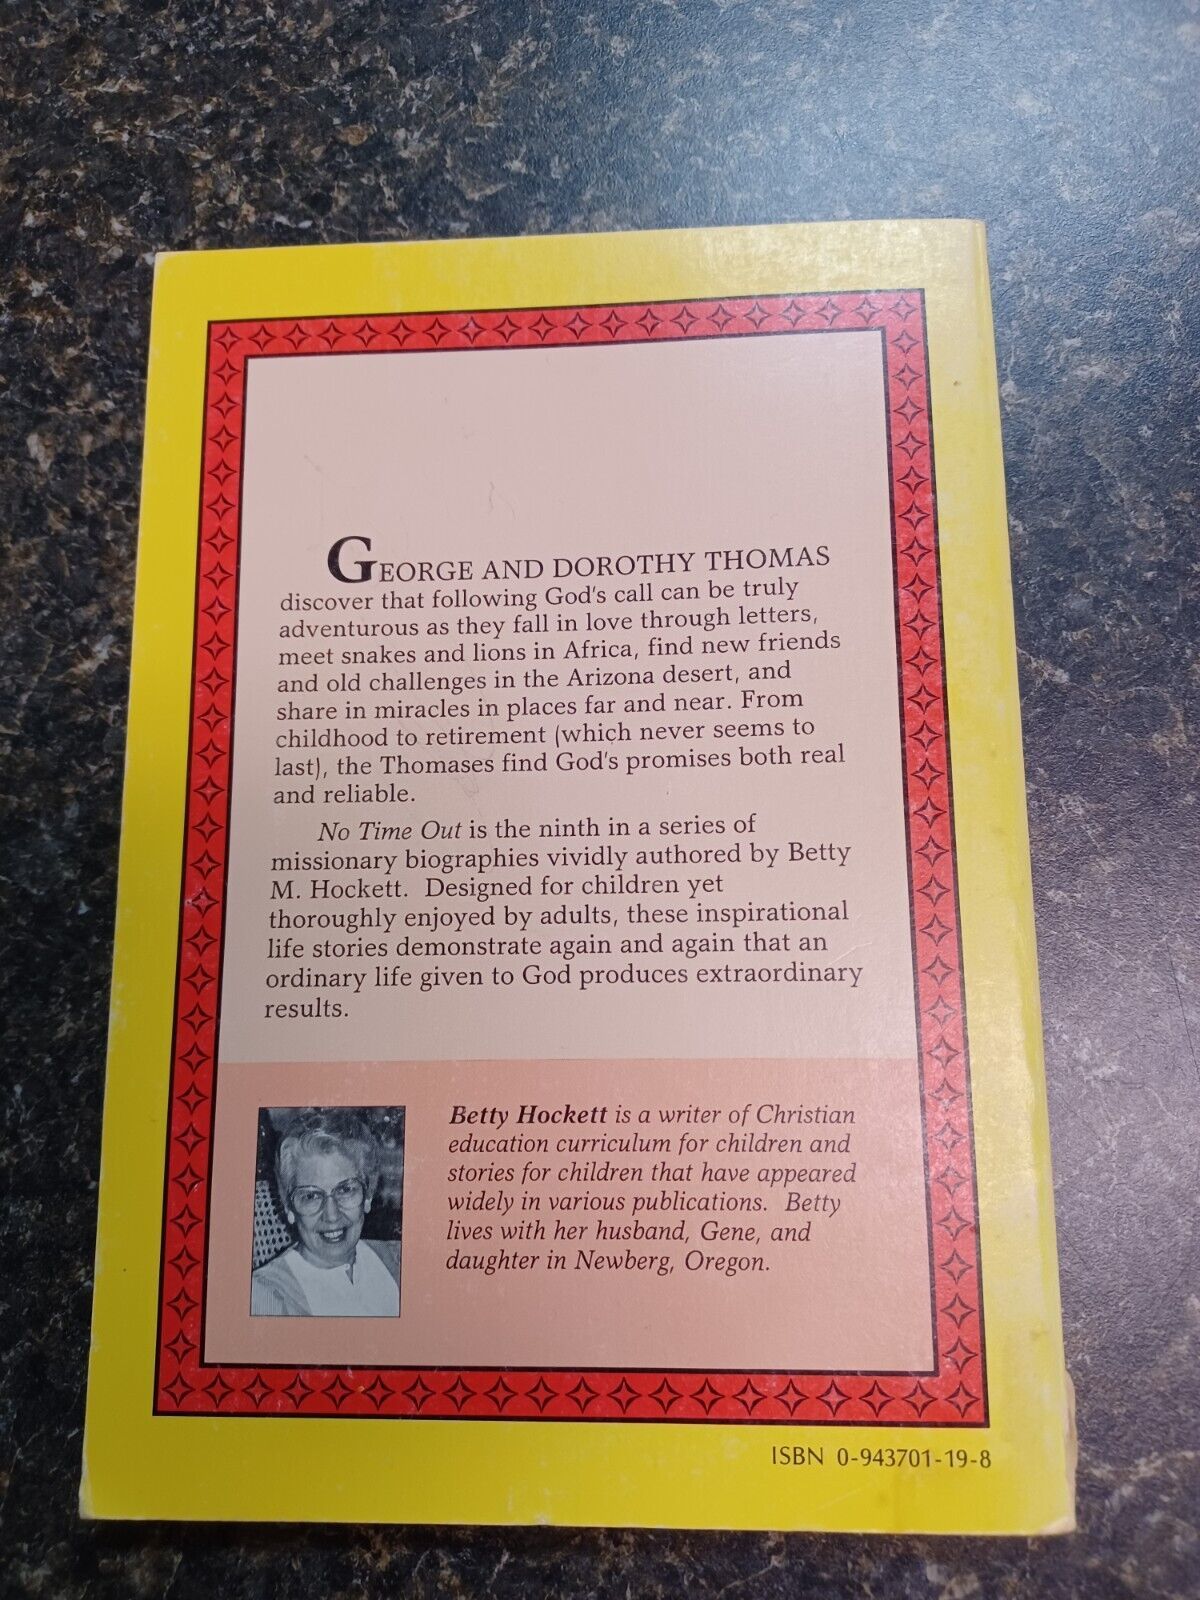 GEORGE AND DOROTHY THOMAS
discover that following God's call can be truly
adventurous as they fall in love through letters,
meet snakes and lions in Africa, find new friends
and old challenges in the Arizona desert, and
share in miracles in places far and near. From
childhood to retirement (which never seems to
last), the Thomases find God's promises both real
and reliable.
No Time Out is the ninth in a series of
missionary biographies vividly authored by Betty
M. Hockett. Designed for children yet
thoroughly enjoyed by adults, these inspirational
life stories demonstrate again and again that an
ordinary life given to God produces extraordinary
results.
Betty Hockett is a writer of Christian
education curriculum for children and
stories for children that have appeared
widely in various publications. Betty
lives with her husband, Gene, and
daughter in Newberg, Oregon.
ISBN 0-943701-19-8